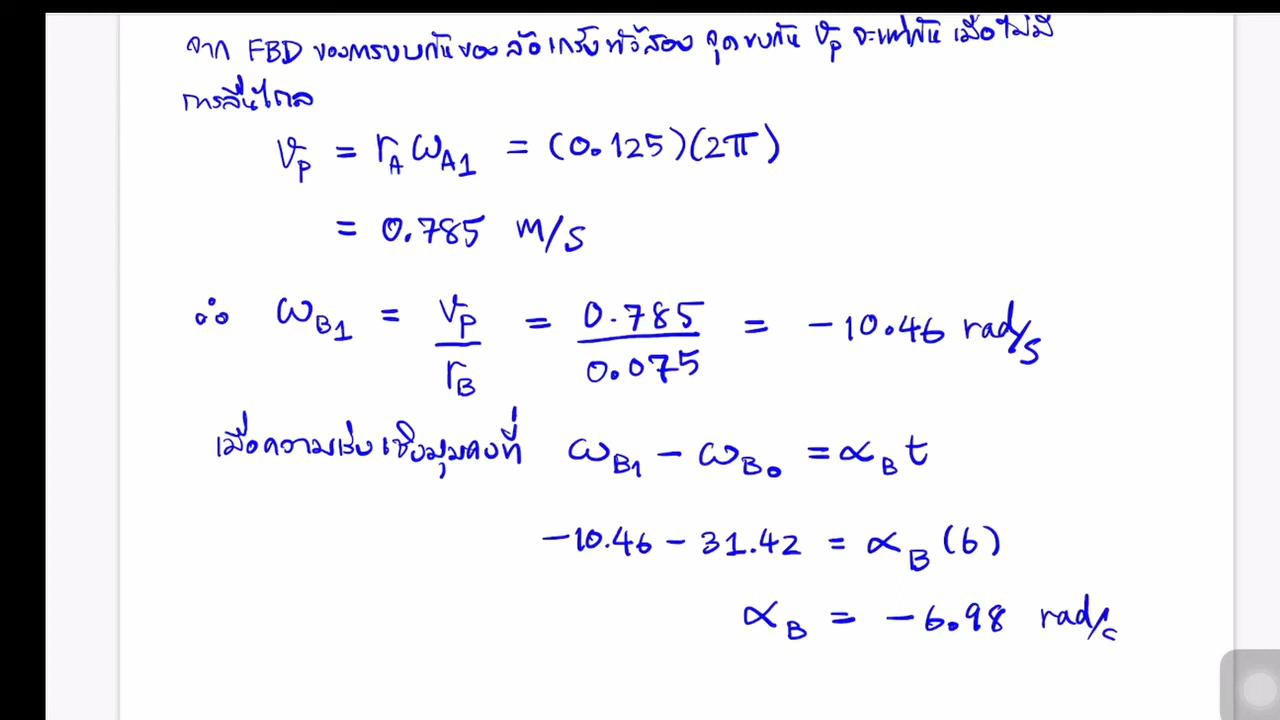 จาก FBD ของการขบกันของ ล้อเกร์งทั้วสอง จุดขบกัน Vp จะเท่ากัน เมื่อไม่มี
การลื่นไถล
Vp = rA ωA1 = (0.125)(2π)
= 0.785 m/s
∴ ωB1 = Vp / rB = 0.785 / 0.075 = -10.46 rad/s
เมื่อความเร่งเชิงมุมคงที่ ωB1 - ωB0 = αB t
-10.46 - 31.42 = αB (6)
αB = -6.98 rad/s